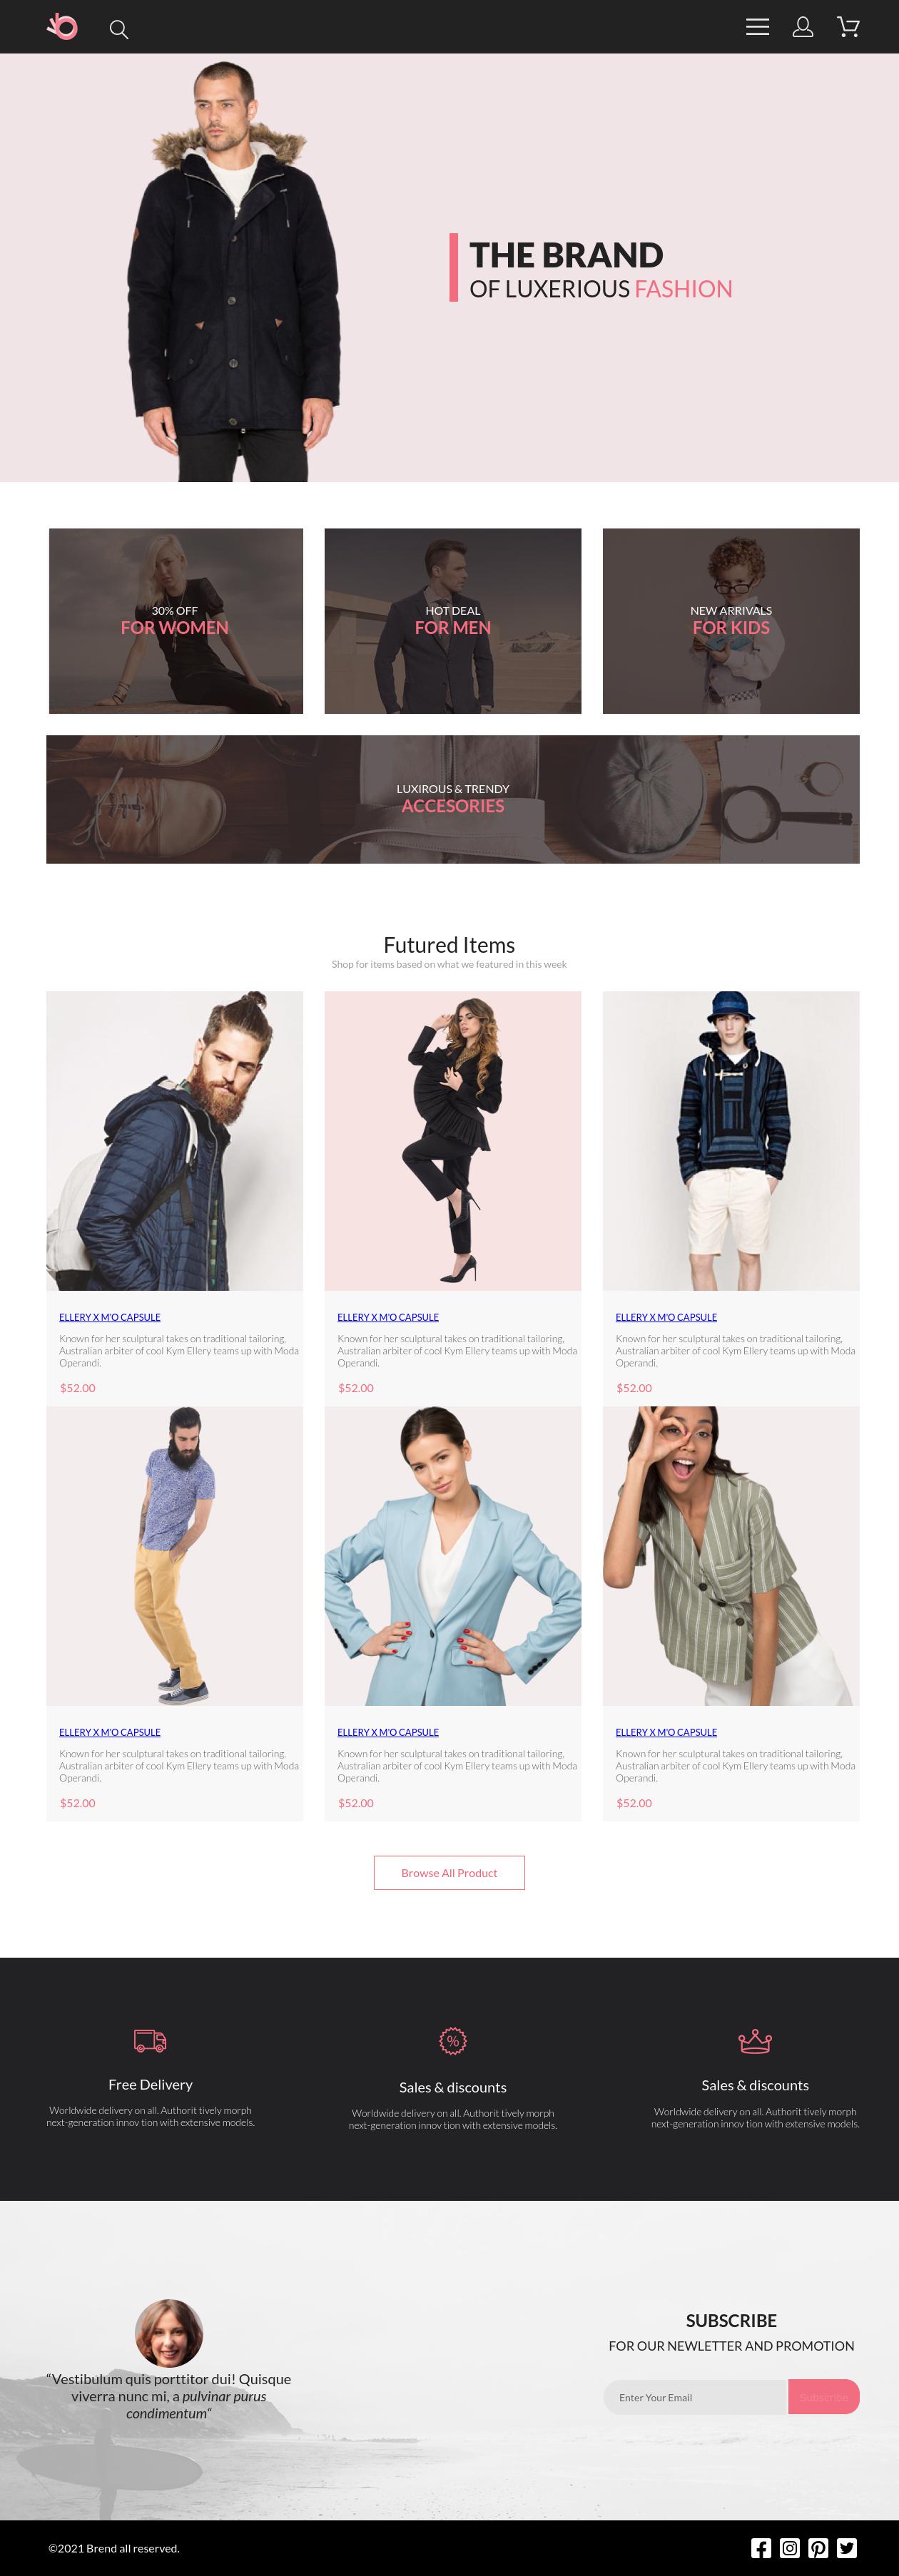 THE BRAND
OF LUXERIOUS FASHION
30% OFF
FOR WOMEN
HOT DEAL
FOR MEN
NEW ARRIVALS
FOR KIDS
LUXIROUS & TRENDY
ACCESORIES
Futured Items
Shop for items based on what we featured in this week
ELLERY X M'O CAPSULE
Known for her sculptural takes on traditional tailoring,
Australian arbiter of cool Kym Ellery teams up with Moda
Operandi.
$52.00
ELLERY X M'O CAPSULE
Known for her sculptural takes on traditional tailoring,
Australian arbiter of cool Kym Ellery teams up with Moda
Operandi.
$52.00
ELLERY X M'O CAPSULE
Known for her sculptural takes on traditional tailoring,
Australian arbiter of cool Kym Ellery teams up with Moda
Operandi.
$52.00
ELLERY X M'O CAPSULE
Known for her sculptural takes on traditional tailoring,
Australian arbiter of cool Kym Ellery teams up with Moda
Operandi.
$52.00
ELLERY X M'O CAPSULE
Known for her sculptural takes on traditional tailoring,
Australian arbiter of cool Kym Ellery teams up with Moda
Operandi.
$52.00
ELLERY X M'O CAPSULE
Known for her sculptural takes on traditional tailoring,
Australian arbiter of cool Kym Ellery teams up with Moda
Operandi.
$52.00
Browse All Product
%
Free Delivery
Worldwide delivery on all. Authorit tively morph
next-generation innov tion with extensive models.
Sales & discounts
Worldwide delivery on all. Authorit tively morph
next-generation innov tion with extensive models.
Sales & discounts
Worldwide delivery on all. Authorit tively morph
next-generation innov tion with extensive models.
“Vestibulum quis porttitor dui! Quisque
viverra nunc mi, a pulvinar purus
condimentum“
SUBSCRIBE
FOR OUR NEWLETTER AND PROMOTION
Enter Your Email
Subscribe
©2021 Brend all reserved.